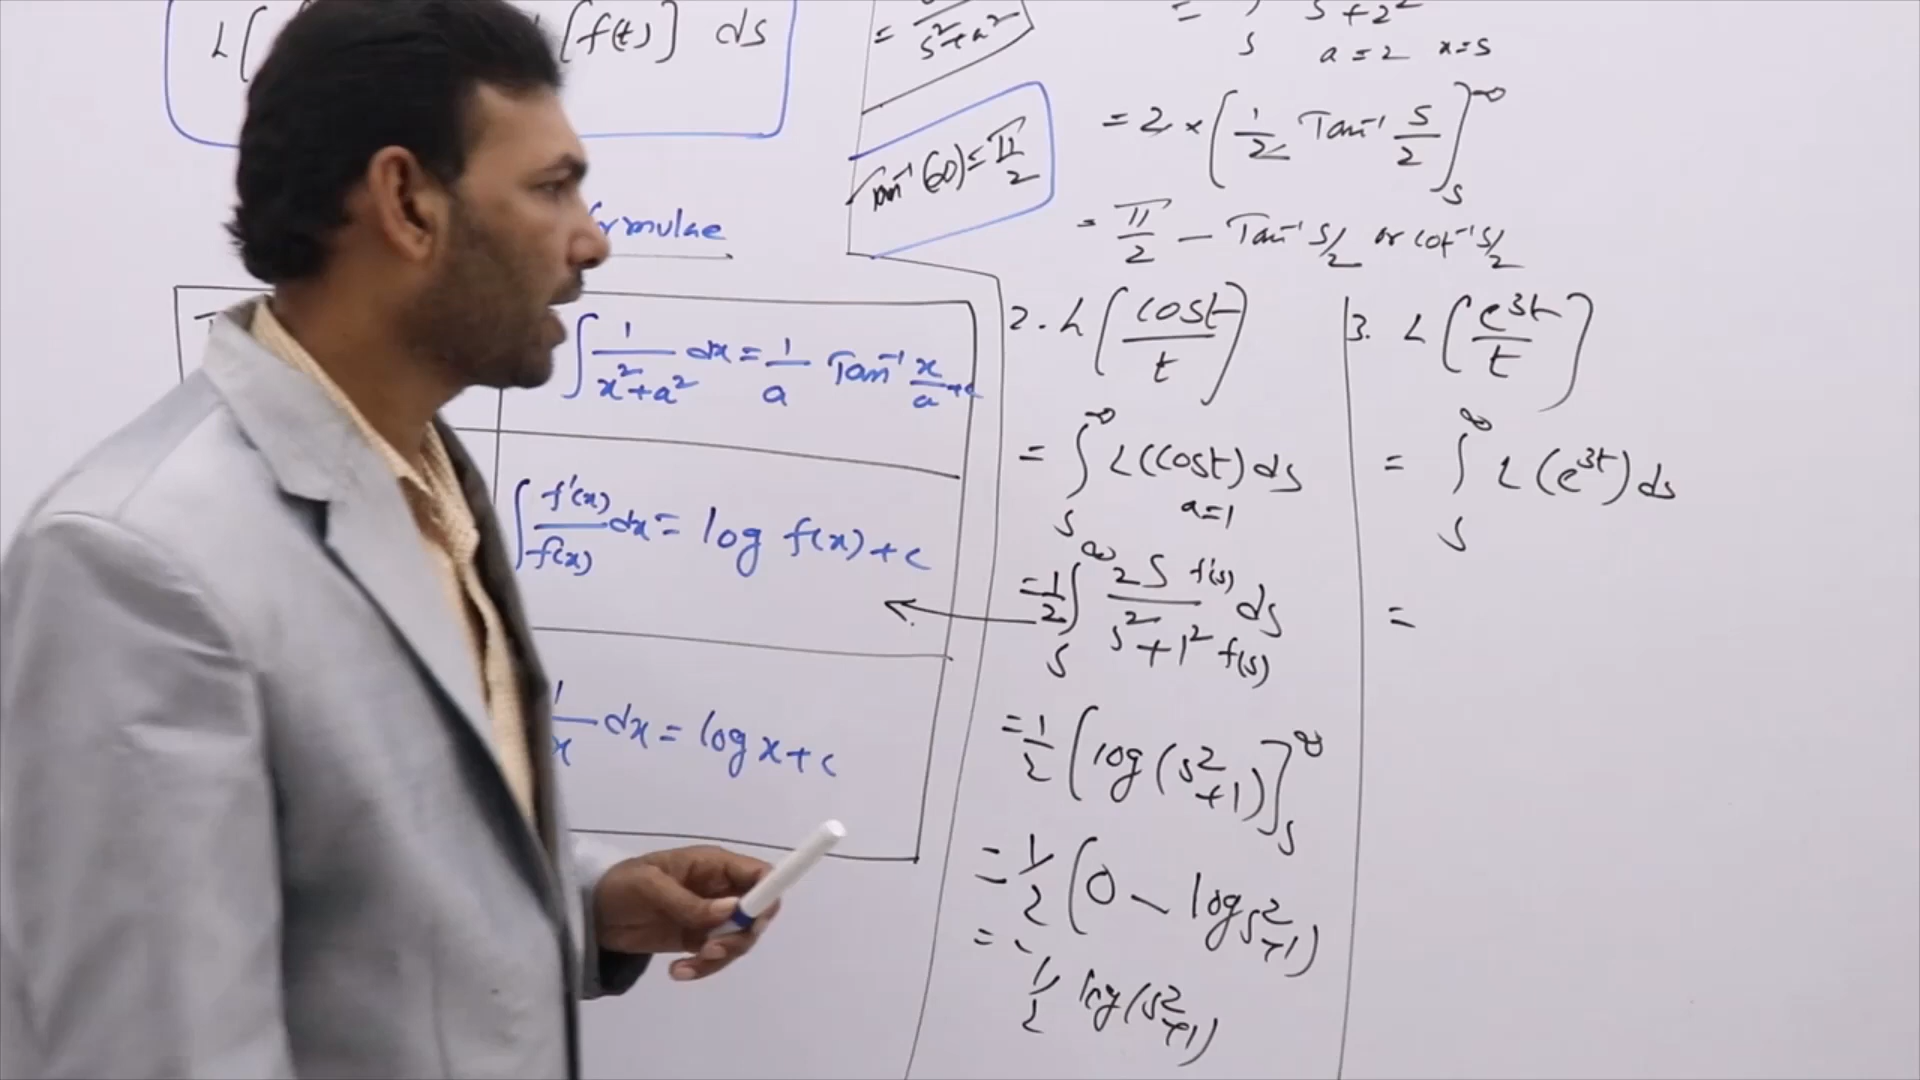 L( [f(t)] ds
= s²+a²
Tan⁻¹(∞) = π/2
rmulae
∫ 1/(x²+a²) dx = 1/a Tan⁻¹ x/a + c
∫ f'(x)/f(x) dx = log f(x) + c
1/x dx = log x + c
= ∫ s+2²
s a=2 x=s
= 2 × (1/2 Tan⁻¹ s/2]∞ s
= π/2 − Tan⁻¹ s/2 or cot⁻¹ s/2
2. L(cost/t)
= ∫∞ s L(cost) ds
a=1
= 1/2 ∫∞ s 2s f'(s) / s²+1² f(s) ds
= 1/2 (log(s²+1)]∞ s
= 1/2 (0 − log s²+1)
= - 1/2 log(s²+1)
3. L(e³ᵗ/t)
= ∫∞ s L(e³ᵗ) ds
=